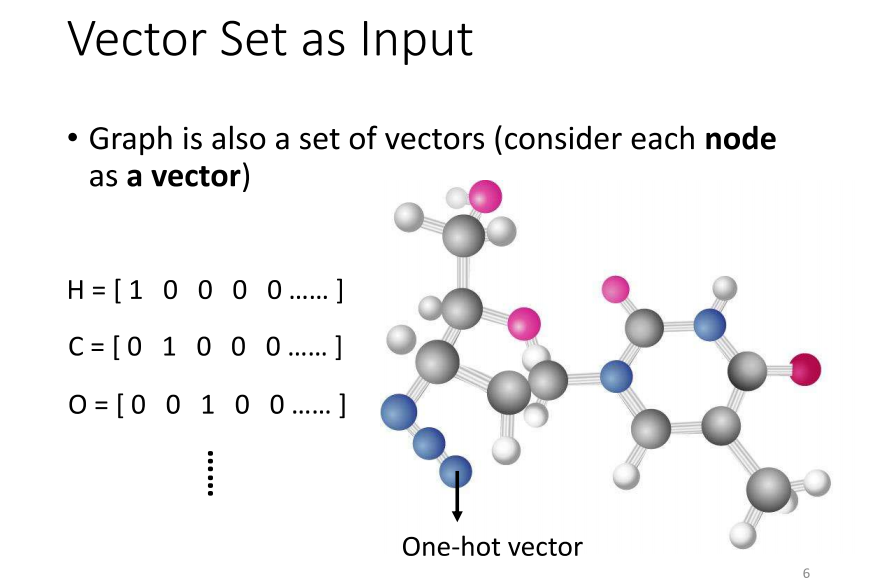 Vector Set as Input
• Graph is also a set of vectors (consider each node
as a vector)
H = [ 1 0 0 0 0 …… ]
C = [ 0 1 0 0 0 …… ]
O = [ 0 0 1 0 0 …… ]
……
One-hot vector
6